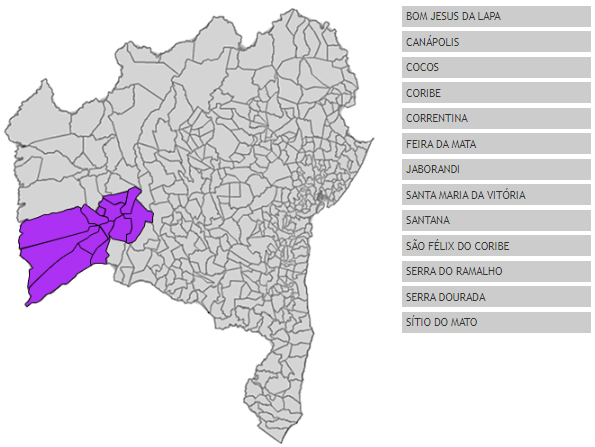 BOM JESUS DA LAPA
CANÁPOLIS
COCOS
CORIBE
CORRENTINA
FEIRA DA MATA
JABORANDI
SANTA MARIA DA VITÓRIA
SANTANA
SÃO FÉLIX DO CORIBE
SERRA DO RAMALHO
SERRA DOURADA
SÍTIO DO MATO